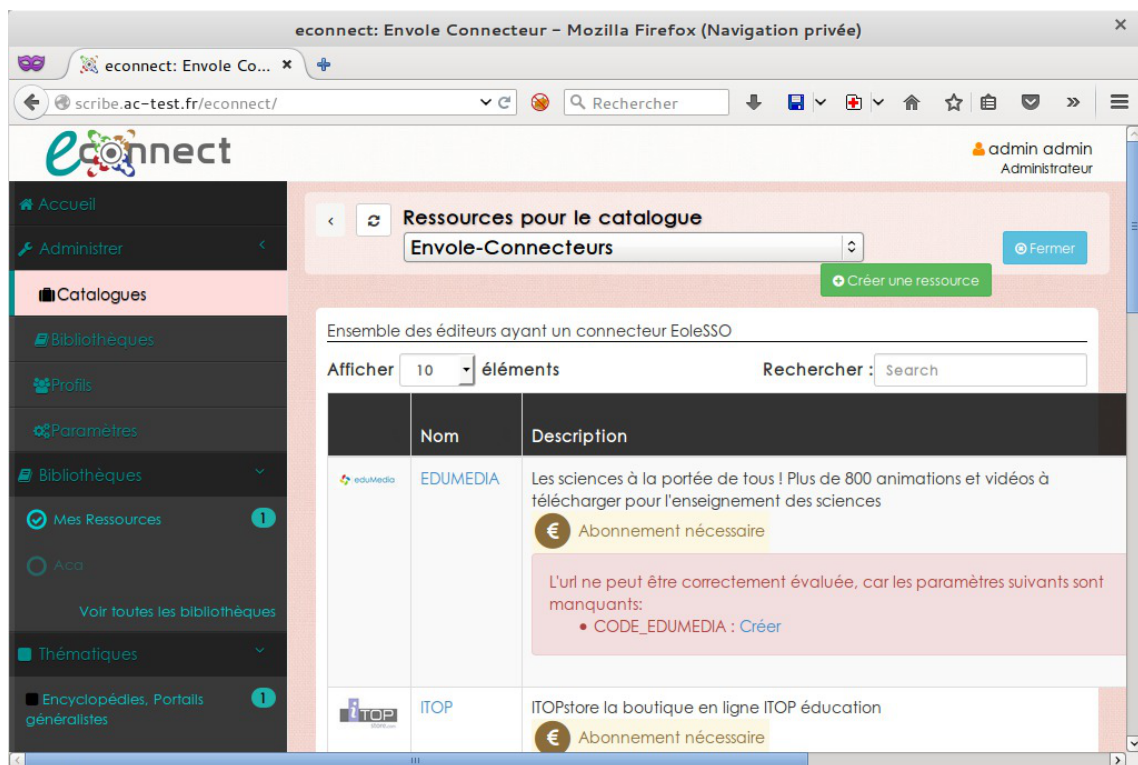 econnect: Envole Connecteur – Mozilla Firefox (Navigation privée)
econnect: Envole Co...
scribe.ac-test.fr/econnect/
Rechercher
econnect
admin admin
Administrateur
Accueil
Administrer
Catalogues
Bibliothèques
Profils
Paramètres
Bibliothèques
Mes Ressources 1
Aca
Voir toutes les bibliothèques
Thématiques
Encyclopédies, Portails 1
généralistes
Ressources pour le catalogue
Envole-Connecteurs
Fermer
Créer une ressource
Ensemble des éditeurs ayant un connecteur EoleSSO
Afficher 10 éléments
Rechercher : Search
Nom Description
eduMedia EDUMEDIA Les sciences à la portée de tous ! Plus de 800 animations et vidéos à
télécharger pour l'enseignement des sciences
€ Abonnement nécessaire
L'url ne peut être correctement évaluée, car les paramètres suivants sont
manquants:
• CODE_EDUMEDIA : Créer
iTOP ITOP ITOPstore la boutique en ligne ITOP éducation
€ Abonnement nécessaire